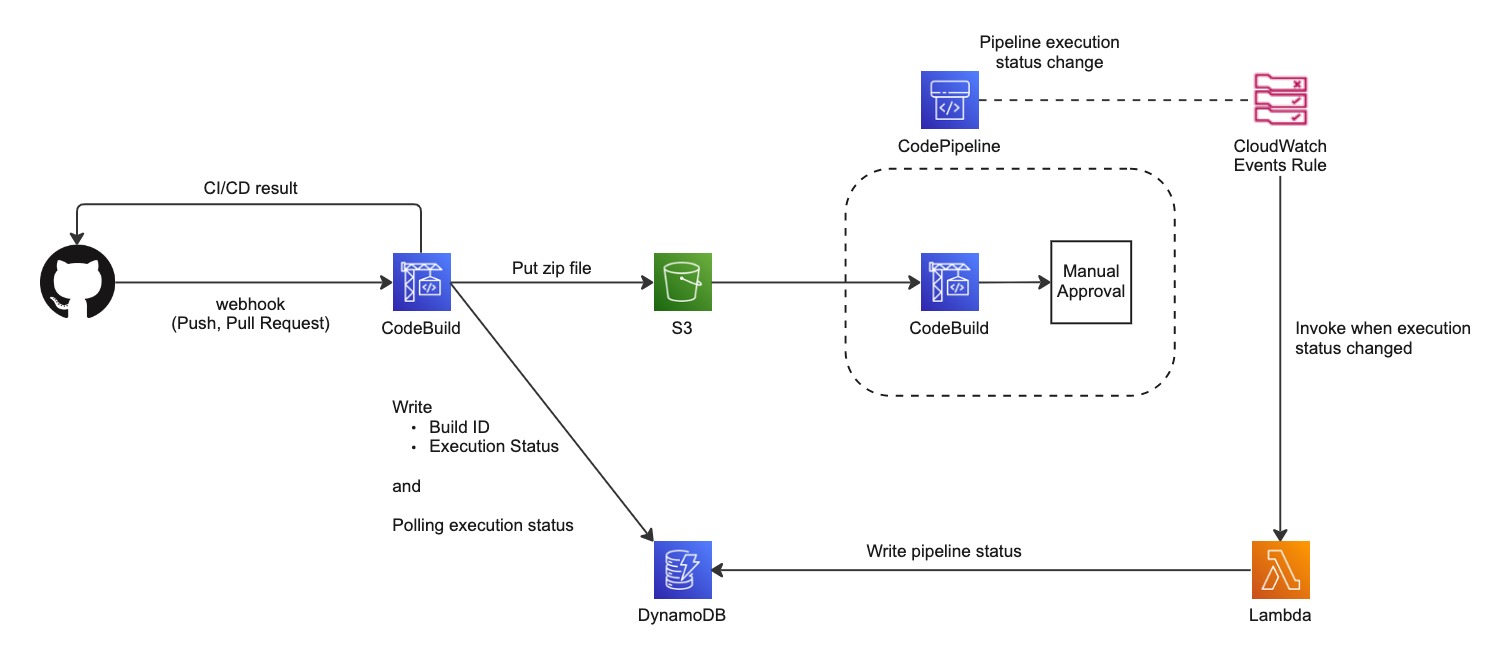 Pipeline execution
status change
CodePipeline
CloudWatch
Events Rule
CI/CD result
webhook
(Push, Pull Request)
CodeBuild
Put zip file
S3
CodeBuild
Manual
Approval
Invoke when execution
status changed
Write
• Build ID
• Execution Status
and
Polling execution status
DynamoDB
Write pipeline status
Lambda